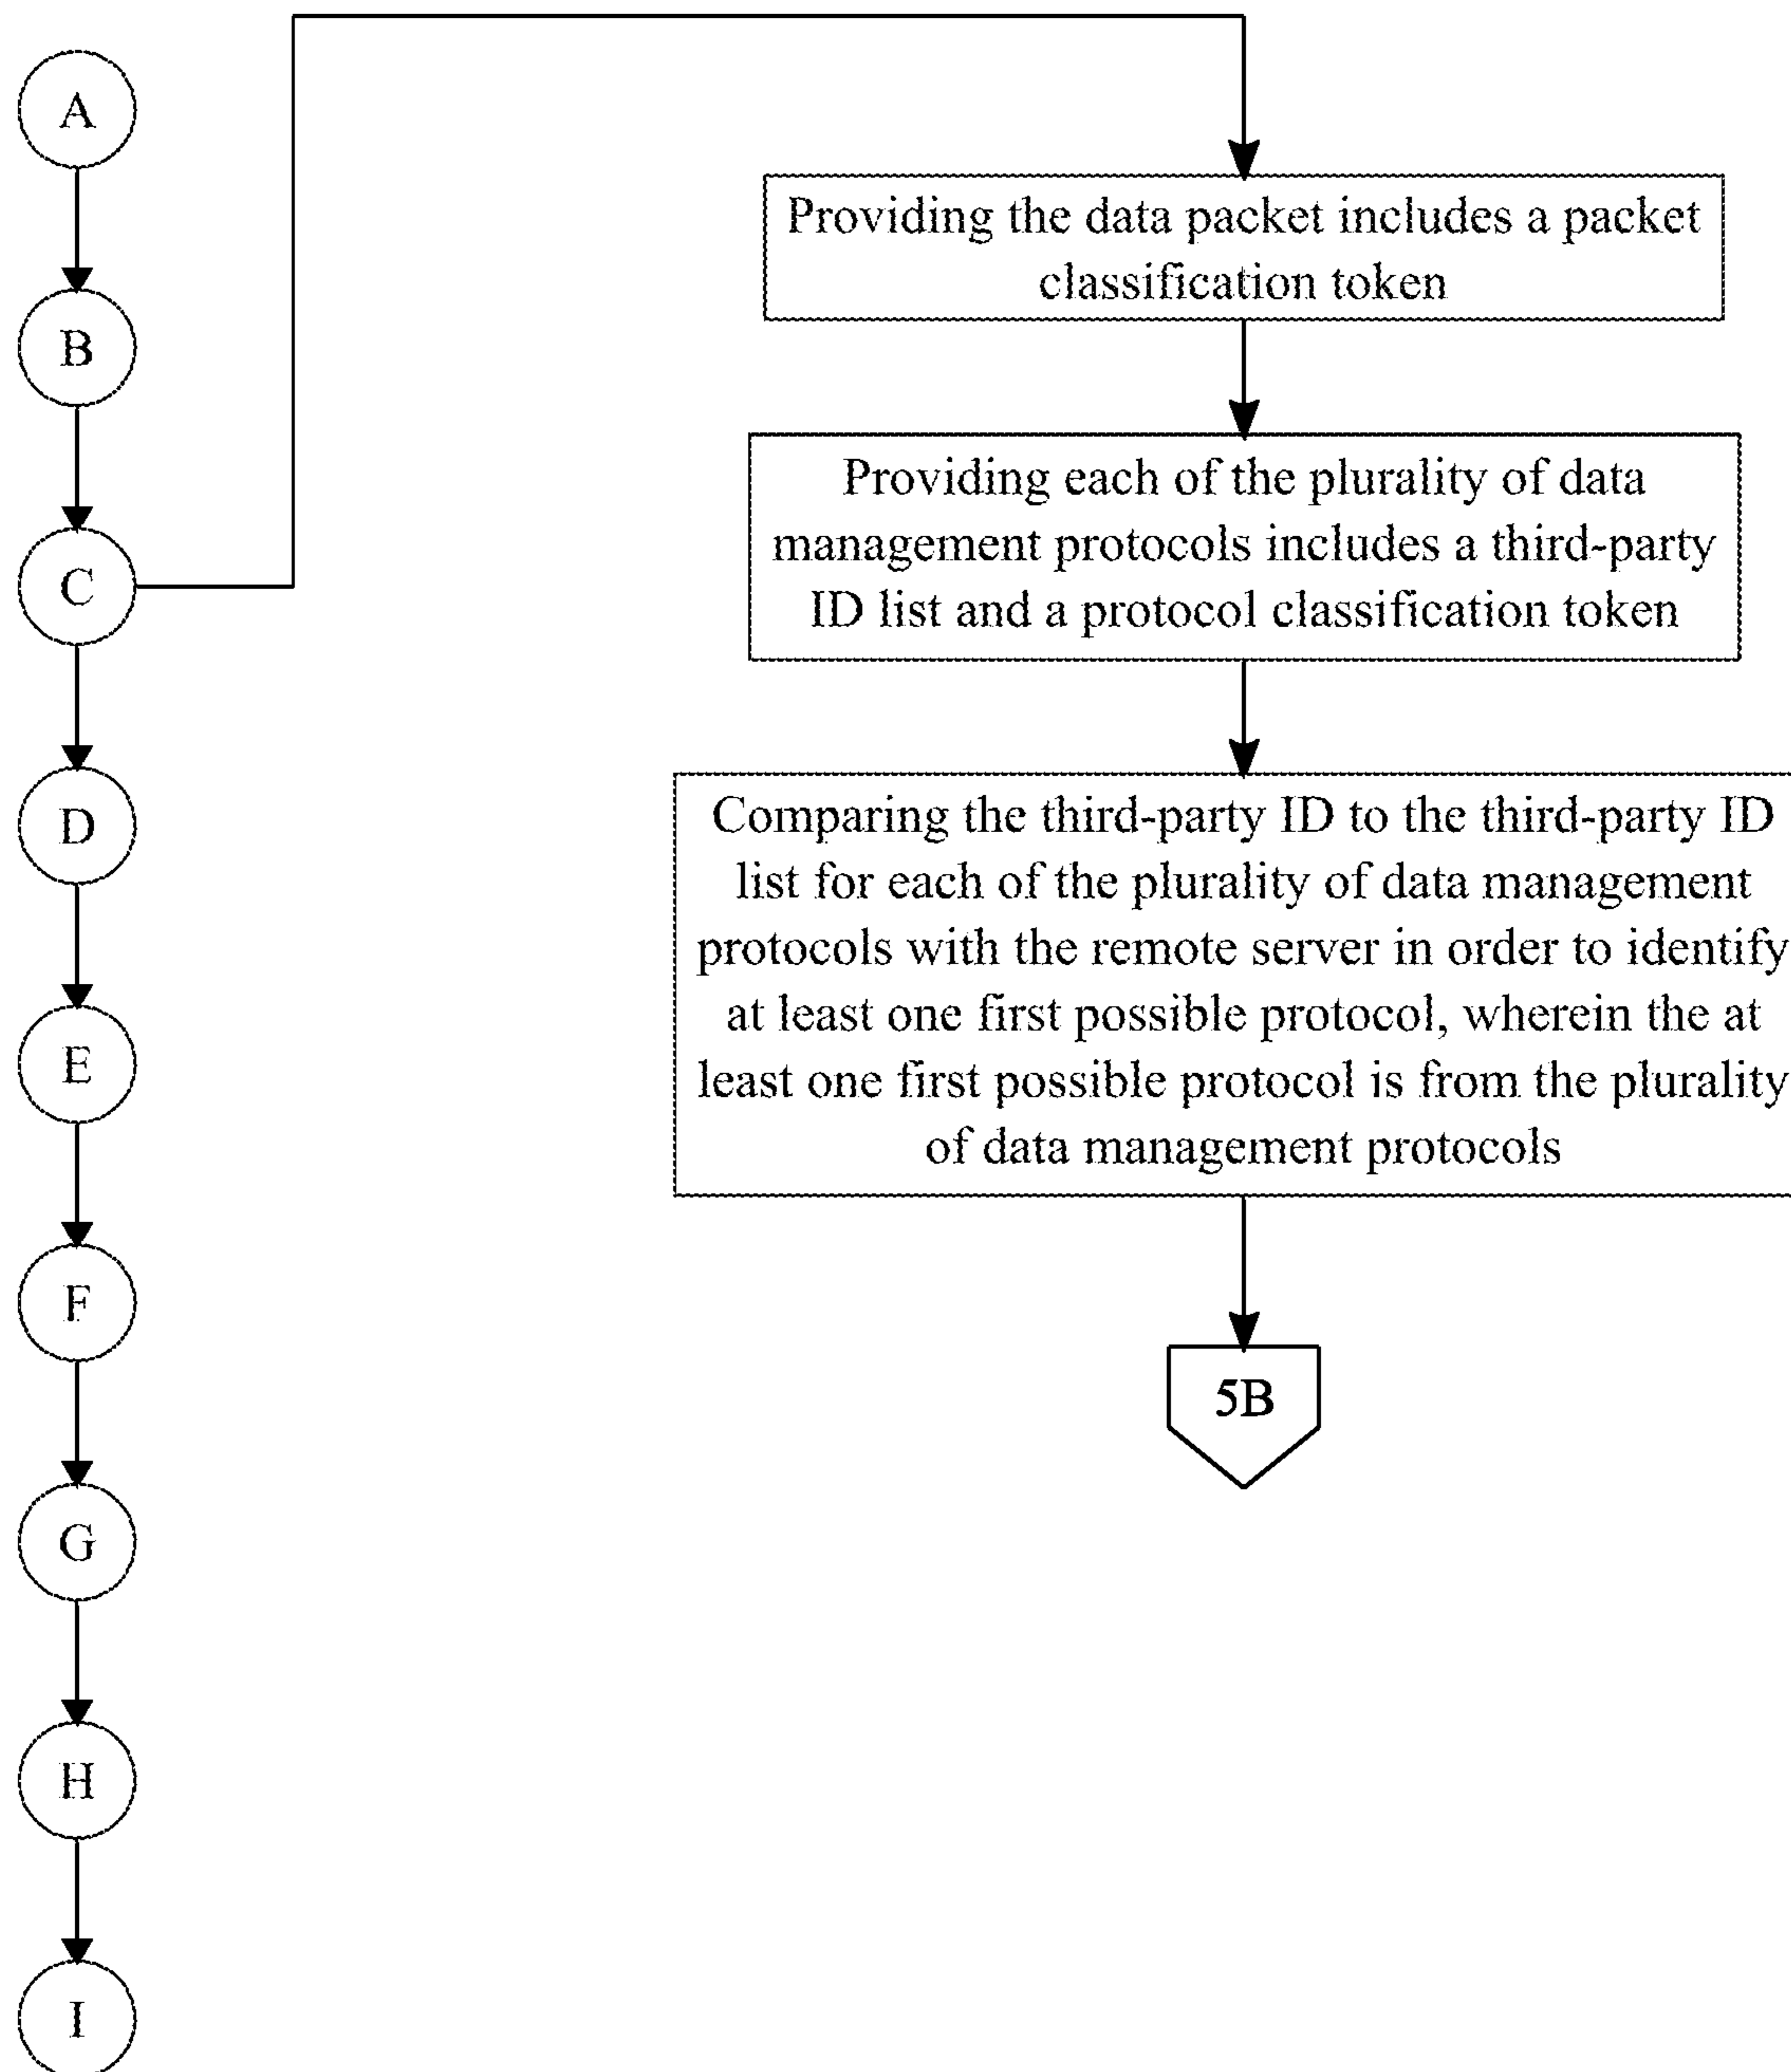 A
B
C
D
E
F
G
H
I
Providing the data packet includes a packet
classification token
Providing each of the plurality of data
management protocols includes a third-party
ID list and a protocol classification token
Comparing the third-party ID to the third-party ID
list for each of the plurality of data management
protocols with the remote server in order to identify
at least one first possible protocol, wherein the at
least one first possible protocol is from the plurality
of data management protocols
5B